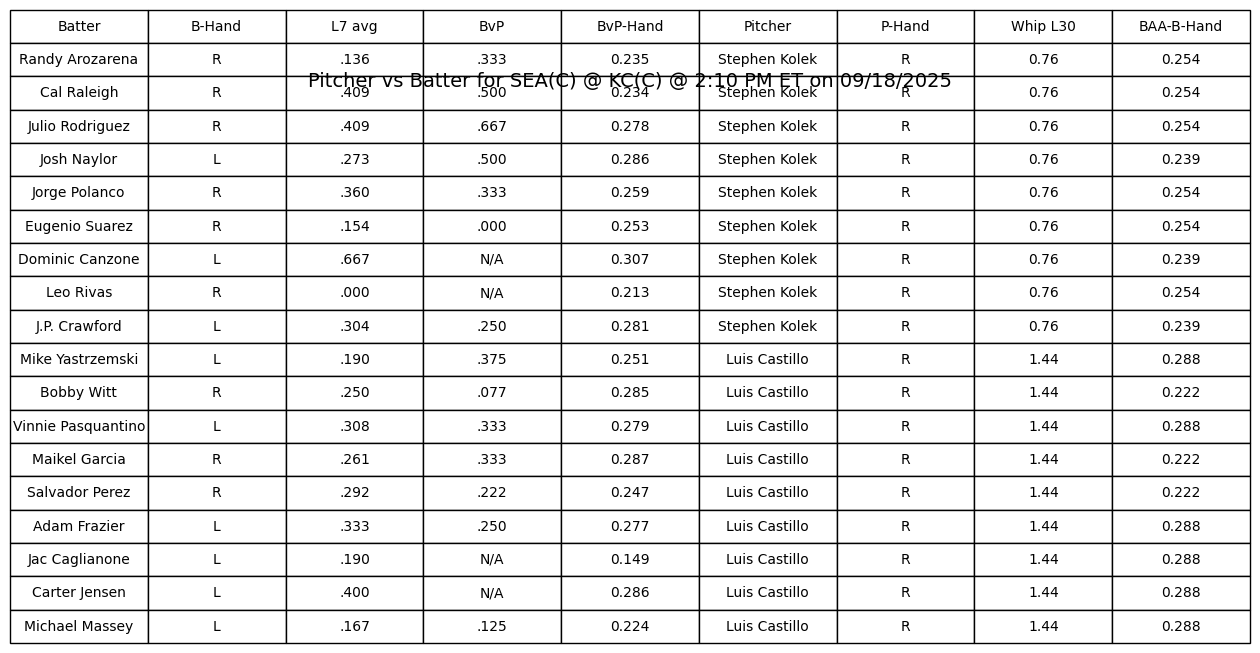 Batter B-Hand L7 avg BvP BvP-Hand Pitcher P-Hand Whip L30 BAA-B-Hand
Randy Arozarena R .136 .333 0.235 Stephen Kolek R 0.76 0.254
Pitcher vs Batter for SEA(C) @ KC(C) @ 2:10 PM ET on 09/18/2025
Cal Raleigh R .409 .500 0.234 Stephen Kolek R 0.76 0.254
Julio Rodriguez R .409 .667 0.278 Stephen Kolek R 0.76 0.254
Josh Naylor L .273 .500 0.286 Stephen Kolek R 0.76 0.239
Jorge Polanco R .360 .333 0.259 Stephen Kolek R 0.76 0.254
Eugenio Suarez R .154 .000 0.253 Stephen Kolek R 0.76 0.254
Dominic Canzone L .667 N/A 0.307 Stephen Kolek R 0.76 0.239
Leo Rivas R .000 N/A 0.213 Stephen Kolek R 0.76 0.254
J.P. Crawford L .304 .250 0.281 Stephen Kolek R 0.76 0.239
Mike Yastrzemski L .190 .375 0.251 Luis Castillo R 1.44 0.288
Bobby Witt R .250 .077 0.285 Luis Castillo R 1.44 0.222
Vinnie Pasquantino L .308 .333 0.279 Luis Castillo R 1.44 0.288
Maikel Garcia R .261 .333 0.287 Luis Castillo R 1.44 0.222
Salvador Perez R .292 .222 0.247 Luis Castillo R 1.44 0.222
Adam Frazier L .333 .250 0.277 Luis Castillo R 1.44 0.288
Jac Caglianone L .190 N/A 0.149 Luis Castillo R 1.44 0.288
Carter Jensen L .400 N/A 0.286 Luis Castillo R 1.44 0.288
Michael Massey L .167 .125 0.224 Luis Castillo R 1.44 0.288